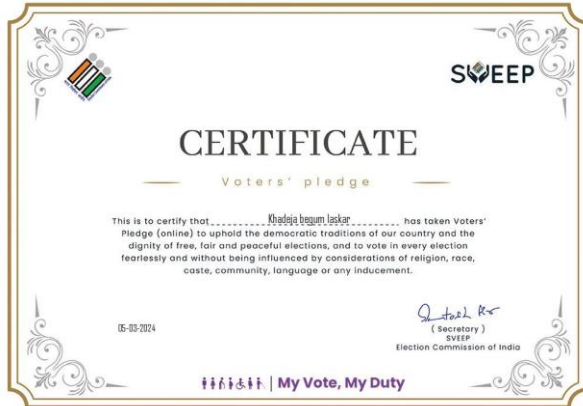 SVEEP
CERTIFICATE
Voters' pledge
This is to certify that Khadeja begum laskar has taken Voters'
Pledge (online) to uphold the democratic traditions of our country and the
dignity of free, fair and peaceful elections, and to vote in every election
fearlessly and without being influenced by considerations of religion, race,
caste, community, language or any inducement.
05-03-2024
( Secretary )
SVEEP
Election Commission of India
My Vote, My Duty